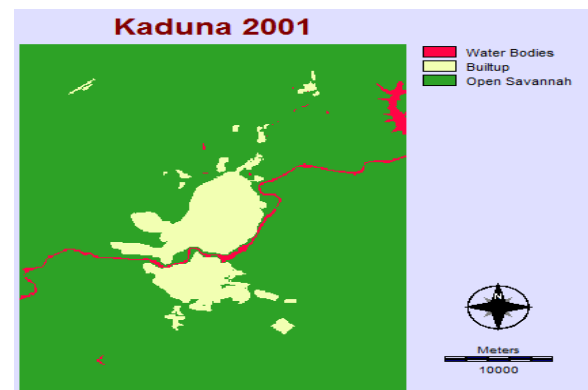 Kaduna 2001
Water Bodies
Builtup
Open Savannah
N
Meters
10000